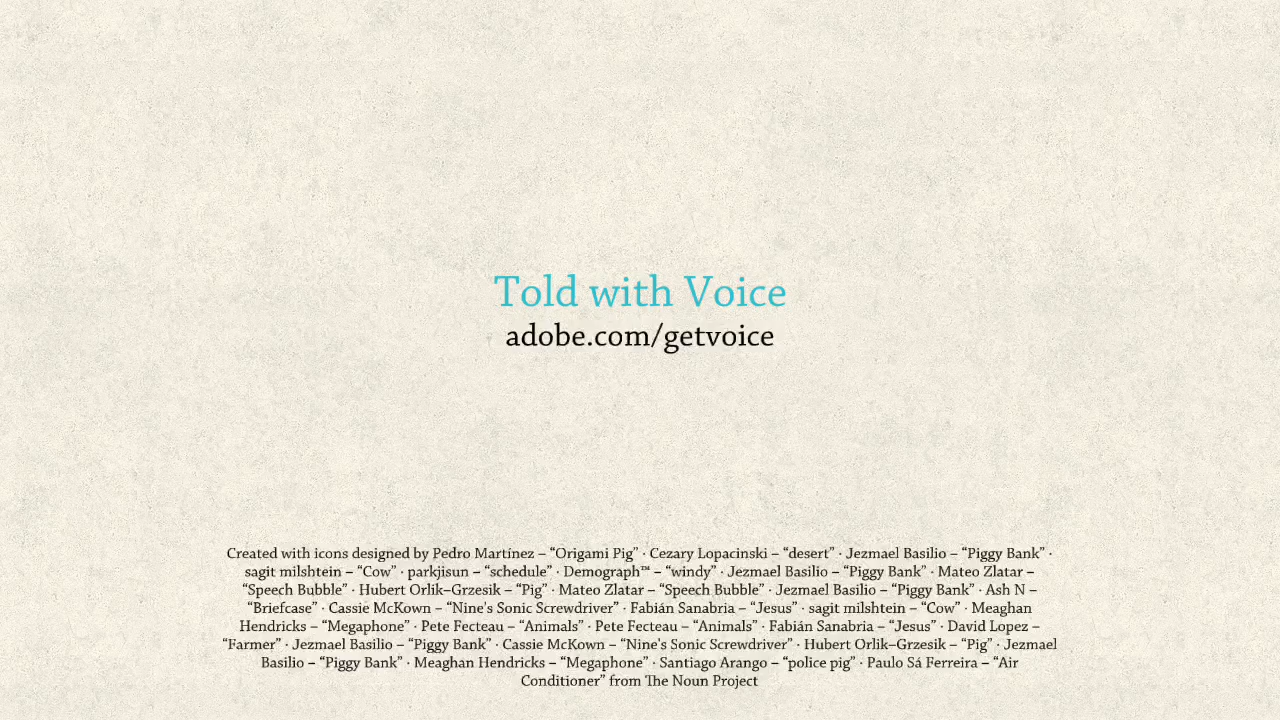 Told with Voice
adobe.com/getvoice
Created with icons designed by Pedro Martínez – “Origami Pig” · Cezary Lopacinski – “desert” · Jezmael Basilio – “Piggy Bank” ·
sagit milshtein – “Cow” · parkjisun – “schedule” · Demograph™ – “windy” · Jezmael Basilio – “Piggy Bank” · Mateo Zlatar –
“Speech Bubble” · Hubert Orlik–Grzesik – “Pig” · Mateo Zlatar – “Speech Bubble” · Jezmael Basilio – “Piggy Bank” · Ash N –
“Briefcase” · Cassie McKown – “Nine's Sonic Screwdriver” · Fabián Sanabria – “Jesus” · sagit milshtein – “Cow” · Meaghan
Hendricks – “Megaphone” · Pete Fecteau – “Animals” · Pete Fecteau – “Animals” · Fabián Sanabria – “Jesus” · David Lopez –
“Farmer” · Jezmael Basilio – “Piggy Bank” · Cassie McKown – “Nine's Sonic Screwdriver” · Hubert Orlik–Grzesik – “Pig” · Jezmael
Basilio – “Piggy Bank” · Meaghan Hendricks – “Megaphone” · Santiago Arango – “police pig” · Paulo Sá Ferreira – “Air
Conditioner” from The Noun Project